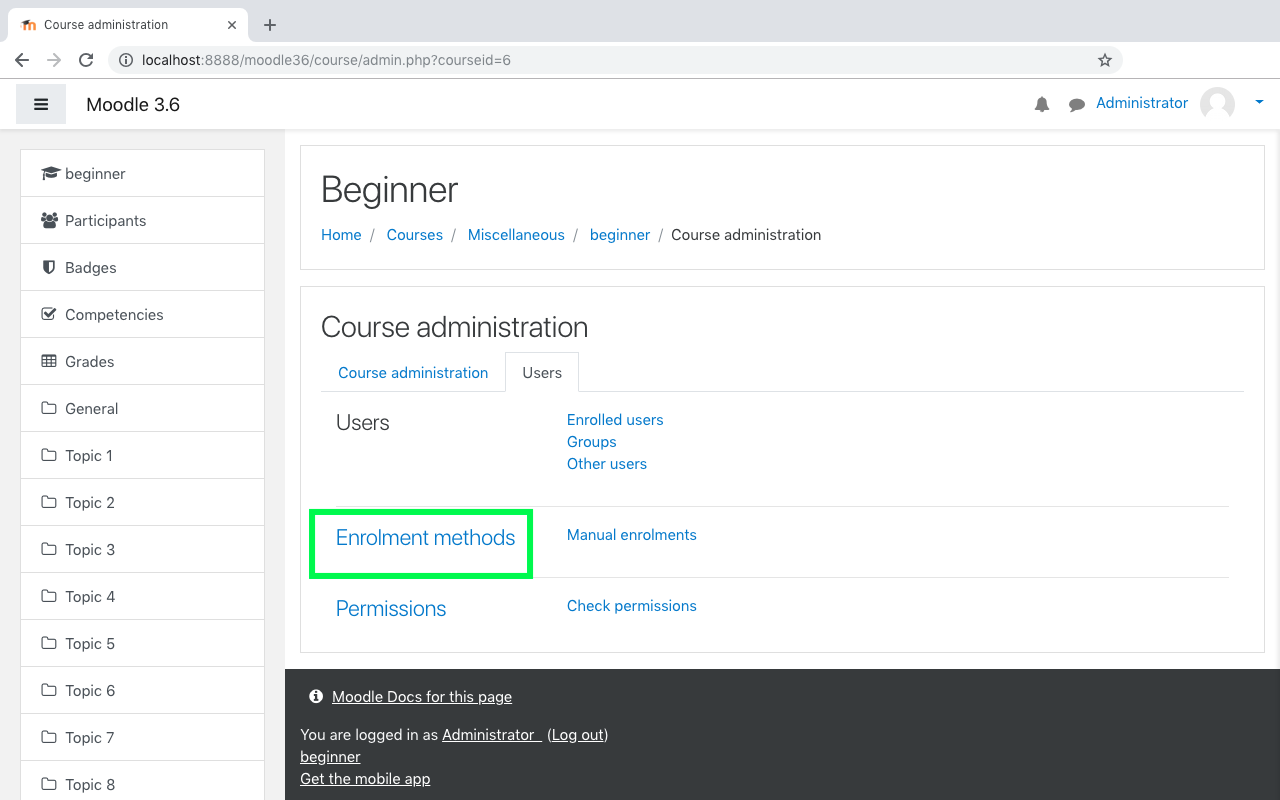 Course administration
localhost:8888/moodle36/course/admin.php?courseid=6
Moodle 3.6
Administrator
beginner
Participants
Badges
Competencies
Grades
General
Topic 1
Topic 2
Topic 3
Topic 4
Topic 5
Topic 6
Topic 7
Topic 8
Beginner
Home / Courses / Miscellaneous / beginner / Course administration
Course administration
Course administration Users
Users
Enrolled users
Groups
Other users
Enrolment methods Manual enrolments
Permissions Check permissions
Moodle Docs for this page
You are logged in as Administrator (Log out)
beginner
Get the mobile app